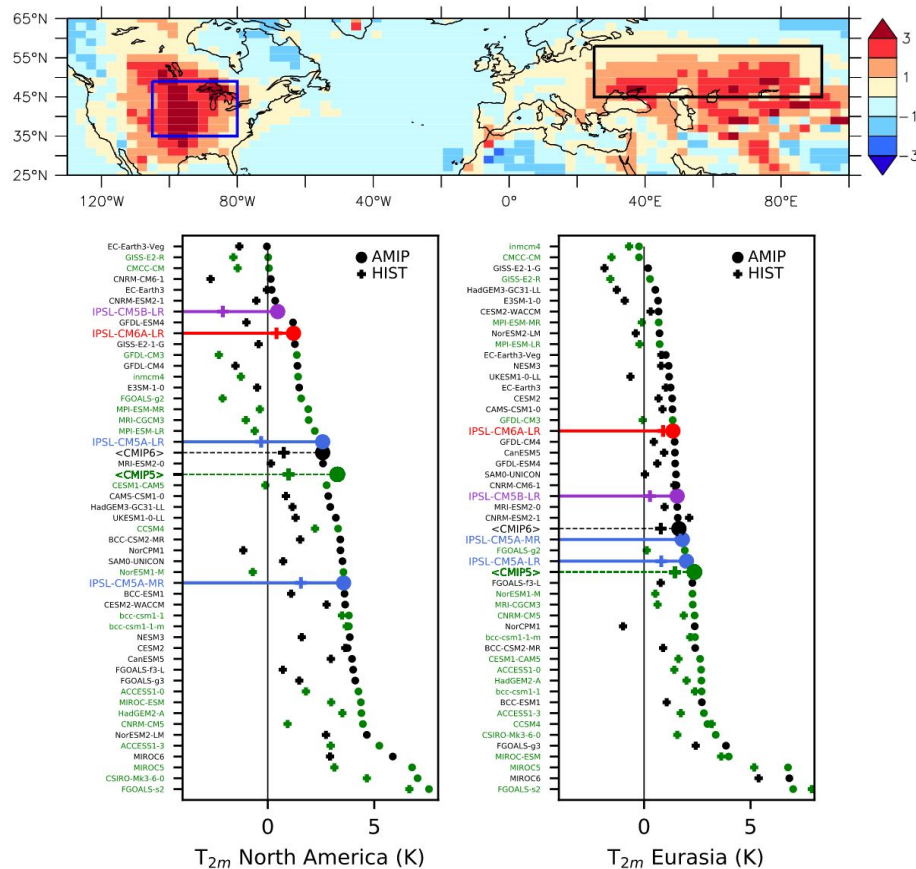 65°N
55°N
45°N
35°N
25°N
120°W
80°W
40°W
0°
40°E
80°E
3
2
1
-1
-2
-3
AMIP
HIST
EC-Earth3-Veg
GISS-E2-R
CMCC-CM
CNRM-CM6-1
EC-Earth3
CNRM-ESM2-1
IPSL-CM5B-LR
GFDL-ESM4
IPSL-CM6A-LR
GISS-E2-1-G
GFDL-CM3
GFDL-CM4
inmcm4
E3SM-1-0
FGOALS-g2
MPI-ESM-MR
MRI-CGCM3
MPI-ESM-LR
IPSL-CM5A-LR
<CMIP6>
MRI-ESM2-0
<CMIP5>
CESM1-CAM5
CAMS-CSM1-0
HadGEM3-GC31-LL
UKESM1-0-LL
CCSM4
BCC-CSM2-MR
NorCPM1
SAM0-UNICON
NorESM1-M
IPSL-CM5A-MR
BCC-ESM1
CESM2-WACCM
bcc-csm1-1
bcc-csm1-1-m
NESM3
CESM2
CanESM5
FGOALS-f3-L
FGOALS-g3
ACCESS1-0
MIROC-ESM
HadGEM2-A
CNRM-CM5
NorESM2-LM
ACCESS1-3
MIROC6
MIROC5
CSIRO-Mk3-6-0
FGOALS-s2
0
5
T2m North America (K)
AMIP
HIST
inmcm4
CMCC-CM
GISS-E2-1-G
GISS-E2-R
HadGEM3-GC31-LL
E3SM-1-0
CESM2-WACCM
MPI-ESM-MR
NorESM2-LM
MPI-ESM-LR
EC-Earth3-Veg
NESM3
UKESM1-0-LL
EC-Earth3
CESM2
CAMS-CSM1-0
GFDL-CM3
IPSL-CM6A-LR
GFDL-CM4
CanESM5
GFDL-ESM4
SAM0-UNICON
CNRM-CM6-1
IPSL-CM5B-LR
MRI-ESM2-0
CNRM-ESM2-1
<CMIP6>
IPSL-CM5A-MR
FGOALS-g2
IPSL-CM5A-LR
<CMIP5>
FGOALS-f3-L
NorESM1-M
MRI-CGCM3
CNRM-CM5
NorCPM1
bcc-csm1-1-m
BCC-CSM2-MR
CESM1-CAM5
ACCESS1-0
HadGEM2-A
bcc-csm1-1
BCC-ESM1
ACCESS1-3
CCSM4
CSIRO-Mk3-6-0
FGOALS-g3
MIROC-ESM
MIROC5
MIROC6
FGOALS-s2
0
5
T2m Eurasia (K)